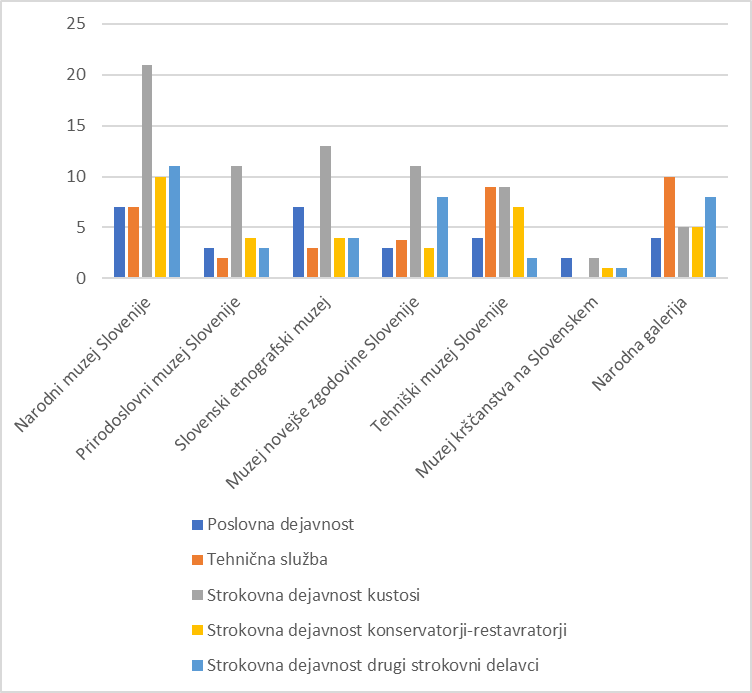 25
20
15
10
5
0
Narodni muzej Slovenije
Prirodoslovni muzej Slovenije
Slovenski etnografski muzej
Muzej novejše zgodovine Slovenije
Tehniški muzej Slovenije
Muzej krščanstva na Slovenskem
Narodna galerija
Poslovna dejavnost
Tehnična služba
Strokovna dejavnost kustosi
Strokovna dejavnost konservatorji-restavratorji
Strokovna dejavnost drugi strokovni delavci